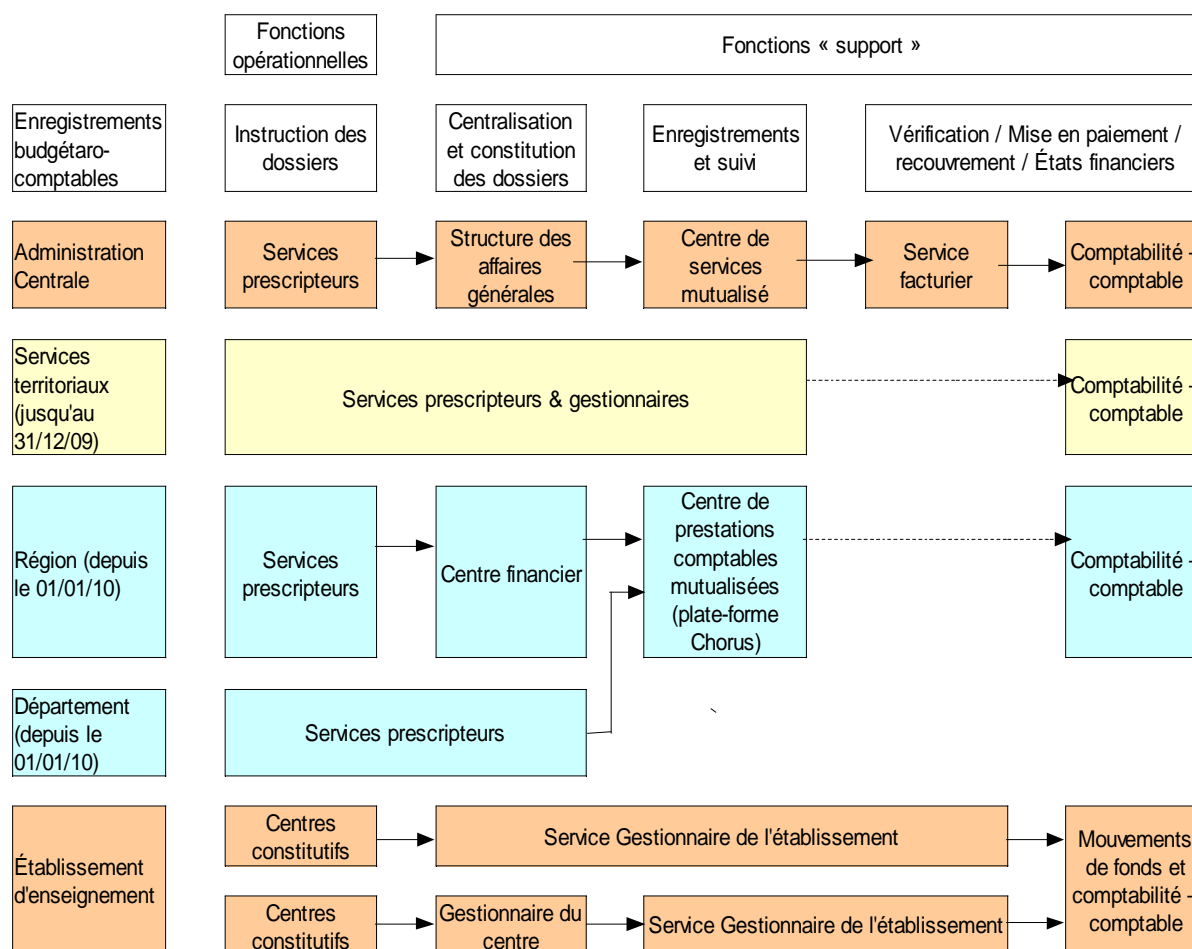 Fonctions
opérationnelles
Fonctions « support »
Enregistrements
budgétaro-
comptables
Instruction des
dossiers
Centralisation
et constitution
des dossiers
Enregistrements
et suivi
Vérification / Mise en paiement /
recouvrement / États financiers
Administration
Centrale
Services
prescripteurs
Structure des
affaires
générales
Centre de
services
mutualisé
Service
facturier
Comptabilité -
comptable
Services
territoriaux
(jusqu'au
31/12/09)
Services prescripteurs & gestionnaires
Comptabilité -
comptable
Région (depuis
le 01/01/10)
Services
prescripteurs
Centre financier
Centre de
prestations
comptables
mutualisées
(plate-forme
Chorus)
Comptabilité -
comptable
Département
(depuis le
01/01/10)
Services prescripteurs
Établissement
d'enseignement
Centres
constitutifs
Service Gestionnaire de l'établissement
Mouvements
de fonds et
comptabilité -
comptable
Centres
constitutifs
Gestionnaire du
centre
Service Gestionnaire de l'établissement